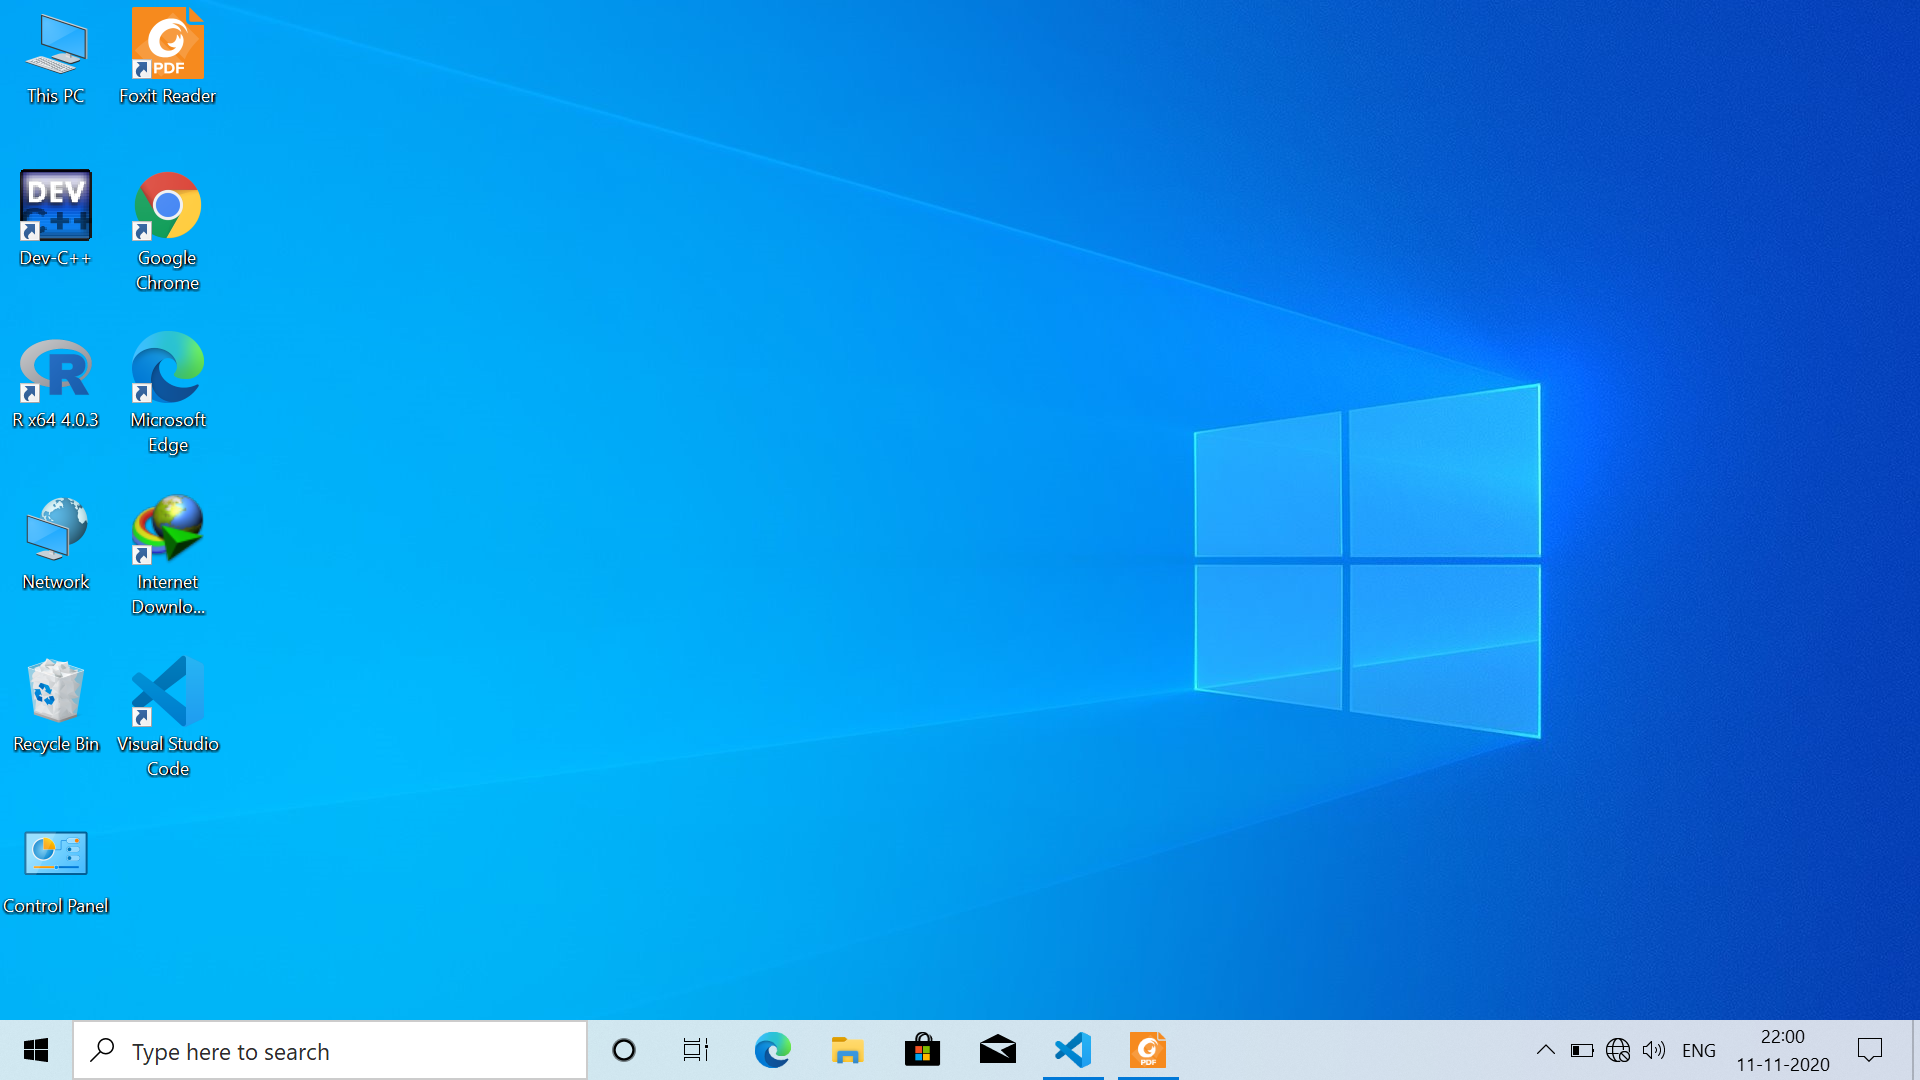 This PC
PDF
Foxit Reader
DEV
C++
Dev-C++
Google
Chrome
R
R x64 4.0.3
Microsoft
Edge
Network
Internet
Downlo...
Recycle Bin
Visual Studio
Code
Control Panel
Type here to search
PDF
ENG
22:00
11-11-2020